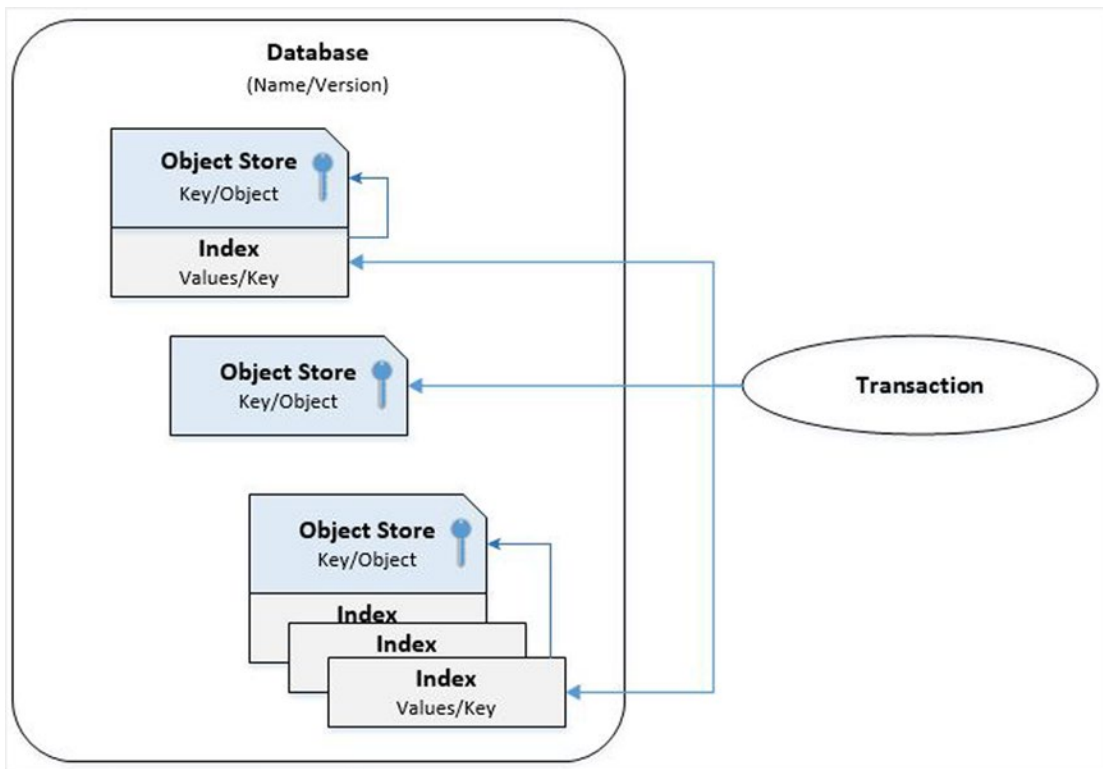 Database
(Name/Version)
Object Store
Key/Object
Index
Values/Key
Object Store
Key/Object
Transaction
Object Store
Key/Object
Index
Index
Index
Values/Key